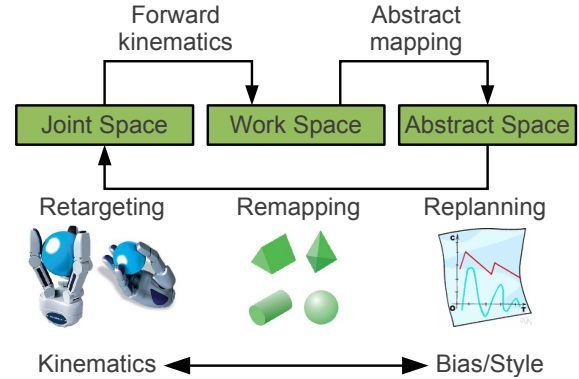 Forward
kinematics
Abstract
mapping
Joint Space
Work Space
Abstract Space
Retargeting
Remapping
Replanning
C
O
T
Kinematics
Bias/Style